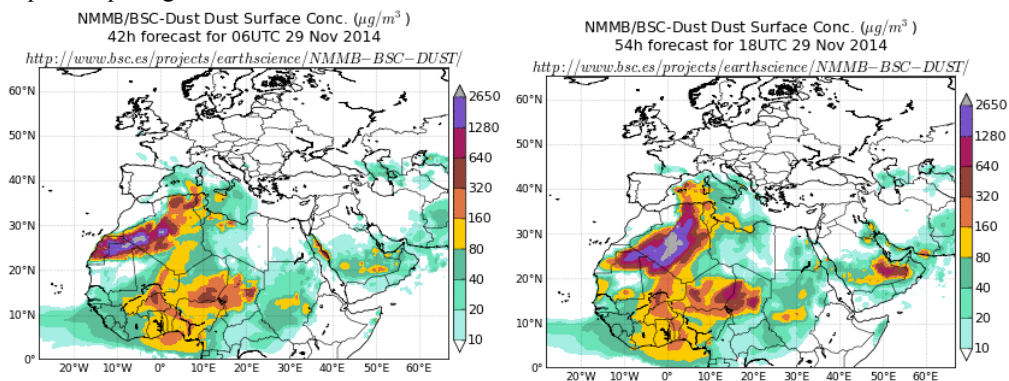 NMMB/BSC-Dust Dust Surface Conc. (μg/m³ )
42h forecast for 06UTC 29 Nov 2014
http://www.bsc.es/projects/earthscience/NMMB−BSC−DUST/
60°N
50°N
40°N
30°N
20°N
10°N
0°
20°W
10°W
0°
10°E
20°E
30°E
40°E
50°E
60°E
2650
1280
640
320
160
80
40
20
10
NMMB/BSC-Dust Dust Surface Conc. (μg/m³ )
54h forecast for 18UTC 29 Nov 2014
http://www.bsc.es/projects/earthscience/NMMB−BSC−DUST/
60°N
50°N
40°N
30°N
20°N
10°N
0°
20°W
10°W
0°
10°E
20°E
30°E
40°E
50°E
60°E
2650
1280
640
320
160
80
40
20
10